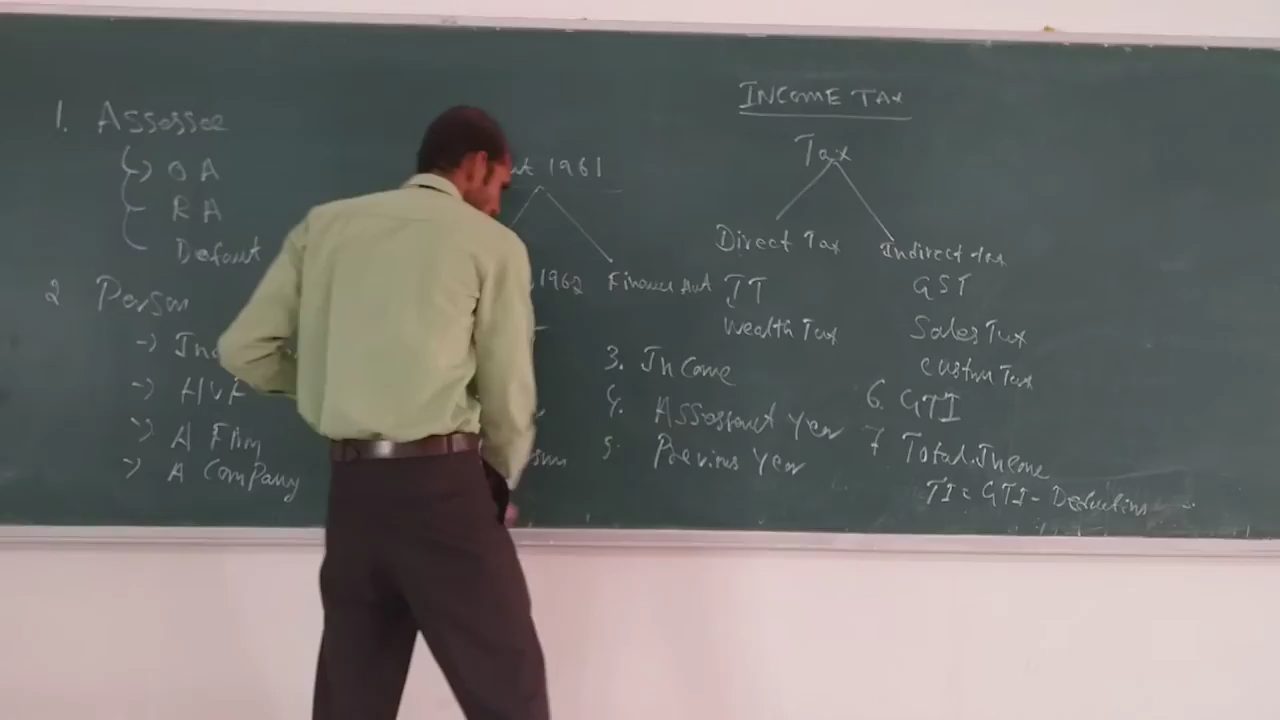 INCOME TAX
Tax
Direct Tax
Indirect Tax
IT
GST
Wealth Tax
Sales Tax
Custom Tax
1961
1962
Finance Act
1. Assessee
O A
R A
Default
2 Person
HUF
A Firm
A Company
3. Income
4. Assessment Year
5. Previous Year
6. GTI
7 Total Income
TI = GTI - Deductions